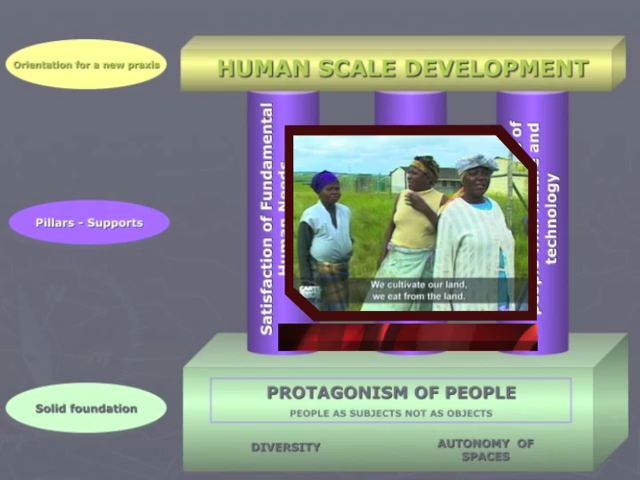 Orientation for a new praxis
HUMAN SCALE DEVELOPMENT
Satisfaction of Fundamental
Human Needs
of
and
technology
Pillars - Supports
We cultivate our land,
we eat from the land.
Solid foundation
PROTAGONISM OF PEOPLE
PEOPLE AS SUBJECTS NOT AS OBJECTS
DIVERSITY
AUTONOMY OF
SPACES